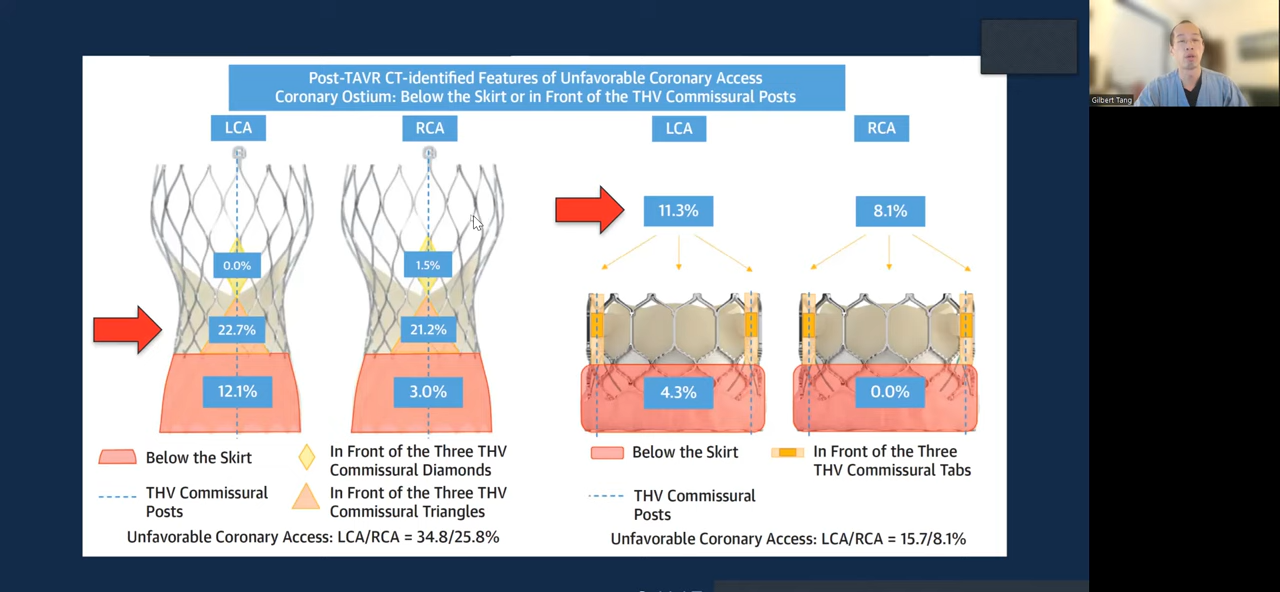 Post-TAVR CT-identified Features of Unfavorable Coronary Access
Coronary Ostium: Below the Skirt or in Front of the THV Commissural Posts
LCA
RCA
LCA
RCA
11.3%
8.1%
0.0%
1.5%
22.7%
21.2%
12.1%
3.0%
4.3%
0.0%
Below the Skirt
In Front of the Three THV
Commissural Diamonds
THV Commissural
Posts
In Front of the Three THV
Commissural Triangles
Unfavorable Coronary Access: LCA/RCA = 34.8/25.8%
Below the Skirt
In Front of the Three
THV Commissural Tabs
THV Commissural
Posts
Unfavorable Coronary Access: LCA/RCA = 15.7/8.1%
Gilbert Tang